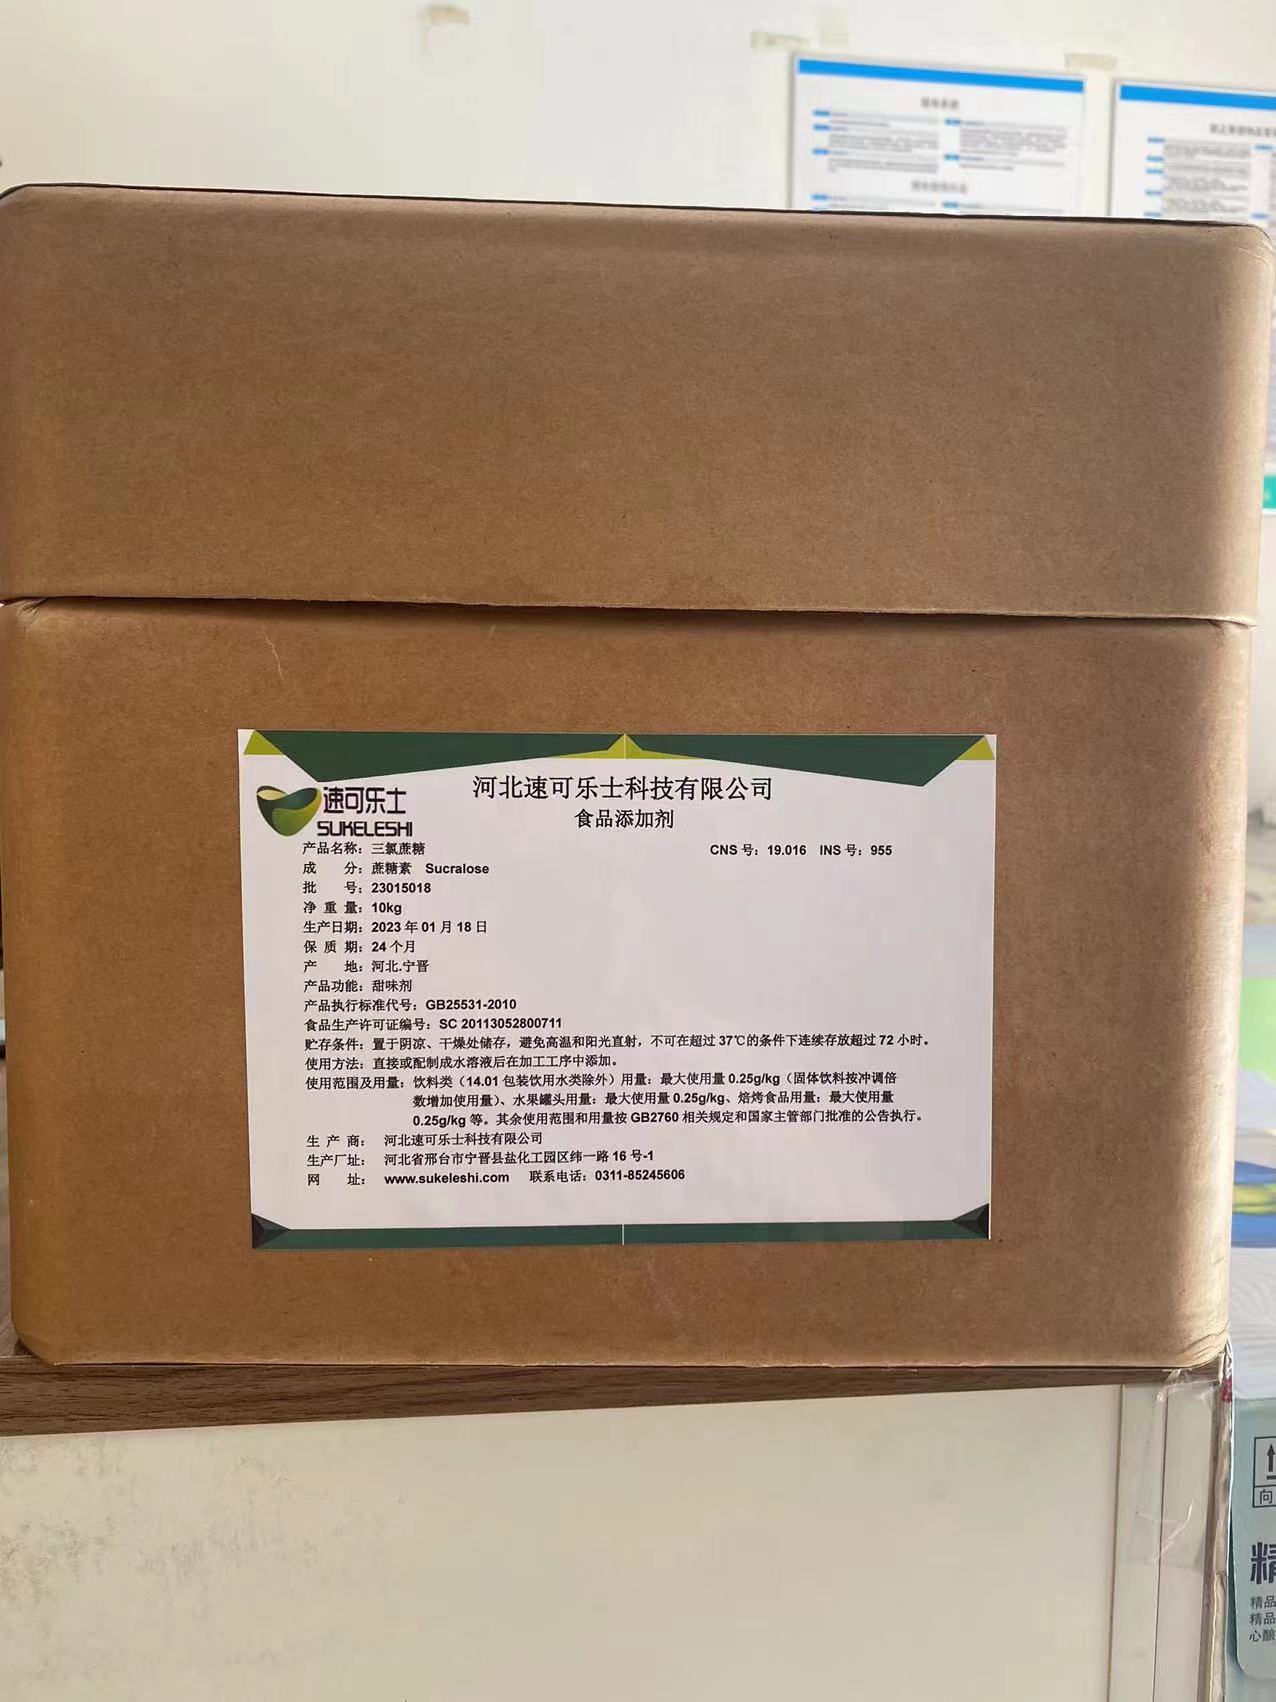 河北速可乐士科技有限公司
速可乐士
SUKELESHI
食品添加剂
产品名称：三氯蔗糖 CNS 号：19.016 INS 号：955
成 分：蔗糖素 Sucralose
批 号：23015018
净 重 量：10kg
生产日期：2023 年 01 月 18 日
保 质 期：24 个月
产 地：河北.宁晋
产品功能：甜味剂
产品执行标准代号：GB25531-2010
食品生产许可证编号：SC 20113052800711
贮存条件：置于阴凉、干燥处储存，避免高温和阳光直射，不可在超过 37℃的条件下连续存放超过 72 小时。
使用方法：直接或配制成水溶液后在加工工序中添加。
使用范围及用量：饮料类（14.01 包装饮用水类除外）用量：最大使用量 0.25g/kg（固体饮料按冲调倍
数增加使用量）、水果罐头用量：最大使用量 0.25g/kg、焙烤食品用量：最大使用量
0.25g/kg 等。其余使用范围和用量按 GB2760 相关规定和国家主管部门批准的公告执行。
生 产 商： 河北速可乐士科技有限公司
生产厂址： 河北省邢台市宁晋县盐化工园区纬一路 16 号-1
网 址： www.sukeleshi.com 联系电话：0311-85245606
向
精
精品
精品
心酿